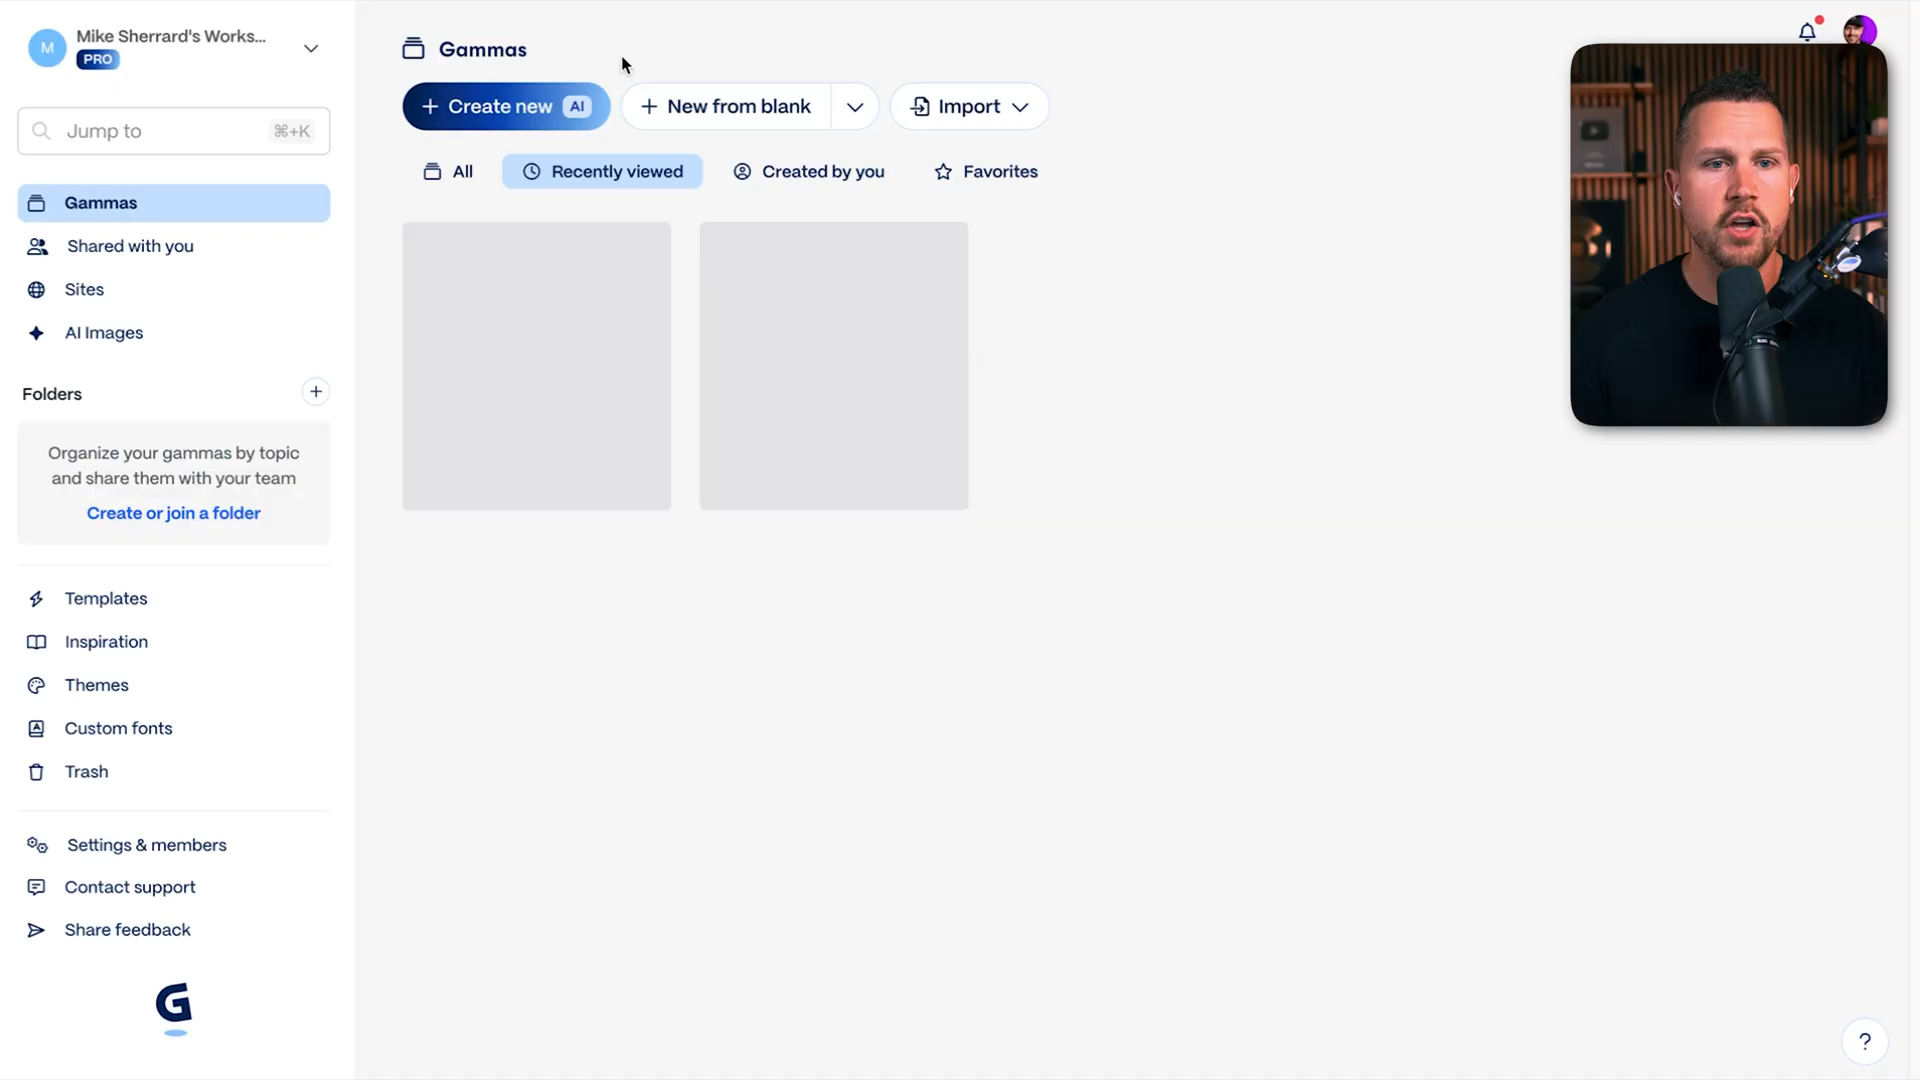 M
Mike Sherrard's Works...
PRO
Jump to
⌘+K
Gammas
Shared with you
Sites
AI Images
Folders
Organize your gammas by topic
and share them with your team
Create or join a folder
Templates
Inspiration
Themes
Custom fonts
Trash
Settings & members
Contact support
Share feedback
G
Gammas
+ Create new AI
+ New from blank
Import
All
Recently viewed
Created by you
Favorites
?